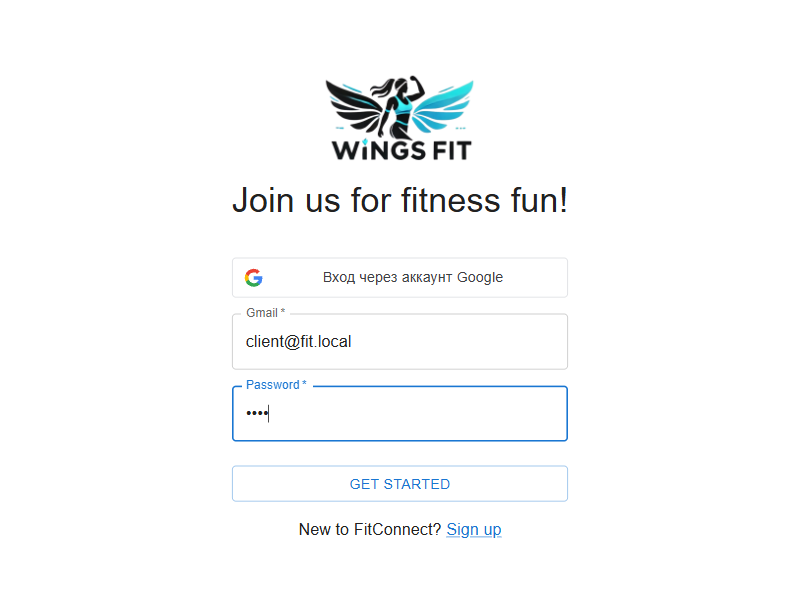 WiNGS FIT
Join us for fitness fun!
Вход через аккаунт Google
Gmail *
client@fit.local
Password *
••••
GET STARTED
New to FitConnect? Sign up